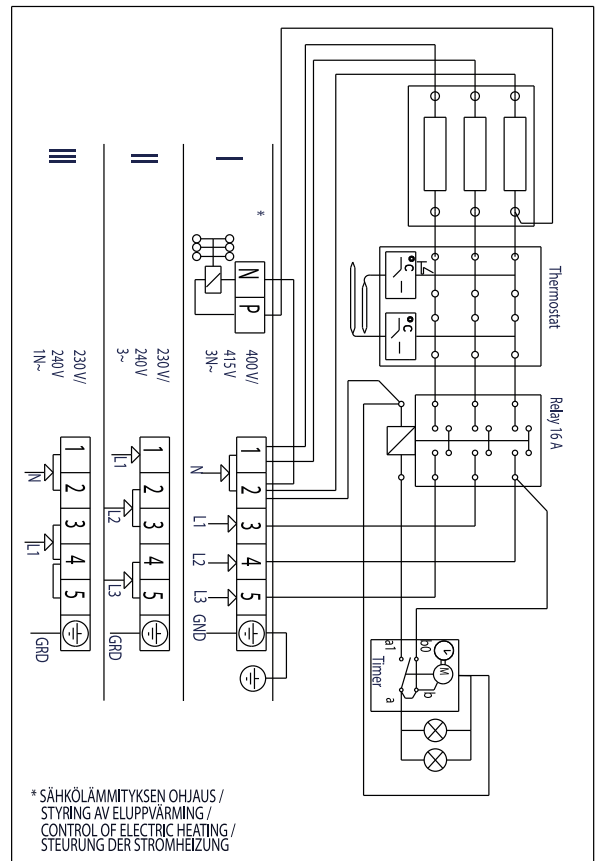 Thermostat
°C
°C
Relay 16 A
Timer
M
a1
b0
a
b
*
N P
I
400 V/
415 V
3N~
1 2 3 4 5
N
L1
L2
L3
GND
II
230 V/
240 V
3~
1 2 3 4 5
L1
L2
L3
GRD
III
230 V/
240 V
1N~
1 2 3 4 5
N
L1
GRD
* SÄHKÖLÄMMITYKSEN OHJAUS /
STYRING AV ELUPPVÄRMING /
CONTROL OF ELECTRIC HEATING /
STEURUNG DER STROMHEIZUNG